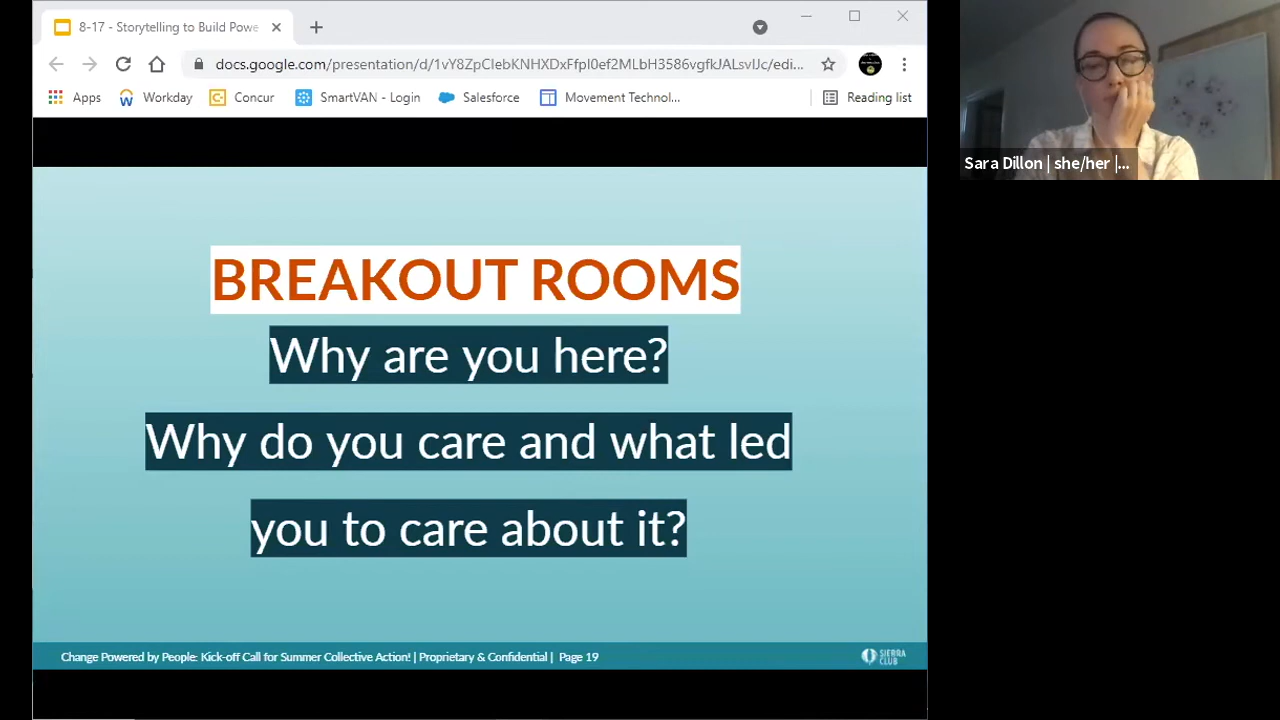 8-17 - Storytelling to Build Powe
docs.google.com/presentation/d/1vY8ZpCIebKNHXDxFfpI0ef2MLbH3586vgfkJALsvIJc/edi...
Apps
Workday
Concur
SmartVAN - Login
Salesforce
Movement Technol...
Reading list
BREAKOUT ROOMS
Why are you here?
Why do you care and what led
you to care about it?
Change Powered by People: Kick-off Call for Summer Collective Action! | Proprietary & Confidential | Page 19
SIERRA
CLUB
Sara Dillon | she/her |...